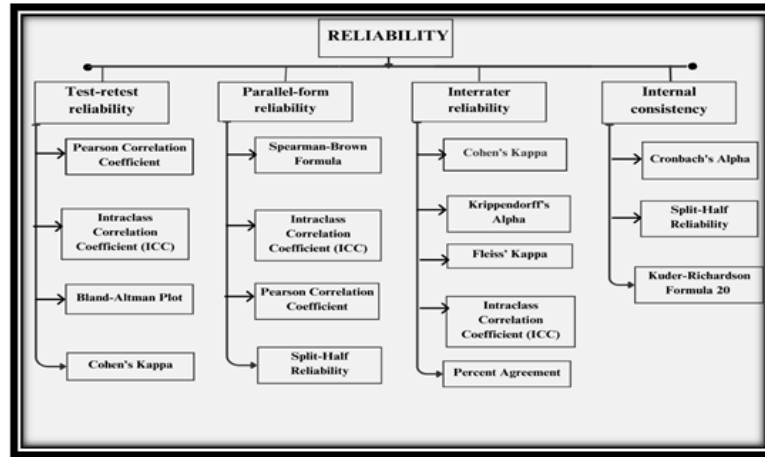 RELIABILITY
Test-retest
reliability
Pearson Correlation
Coefficient
Intraclass
Correlation
Coefficient (ICC)
Bland-Altman Plot
Cohen's Kappa
Parallel-form
reliability
Spearman-Brown
Formula
Intraclass
Correlation
Coefficient (ICC)
Pearson Correlation
Coefficient
Split-Half
Reliability
Interrater
reliability
Cohen's Kappa
Krippendorff's
Alpha
Fleiss' Kappa
Intraclass
Correlation
Coefficient (ICC)
Percent Agreement
Internal
consistency
Cronbach's Alpha
Split-Half
Reliability
Kuder-Richardson
Formula 20